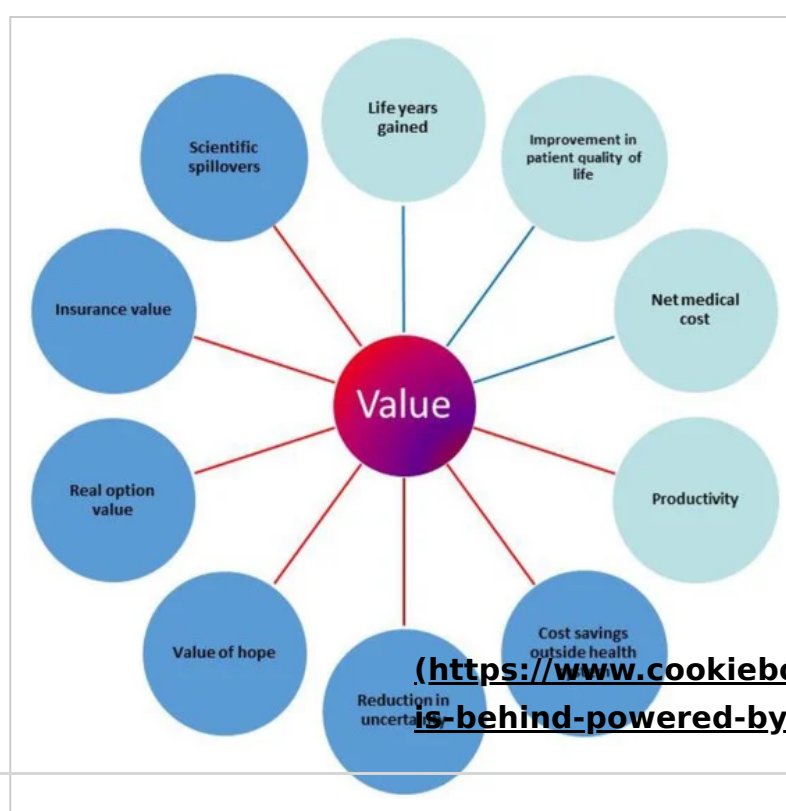 Life years
gained
Improvement in
patient quality of
life
Net medical
cost
Productivity
Cost savings
outside health
Reduction in
Value of hope
Real option
value
Insurance value
Scientific
spillovers
Value
(https://www.cookiebo
is-behind-powered-by